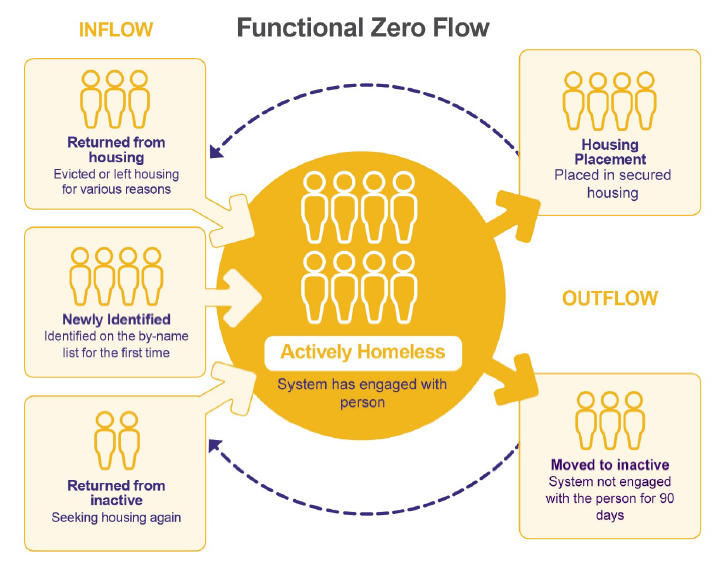 Functional Zero Flow
INFLOW
Returned from
housing
Evicted or left housing
for various reasons
Newly Identified
Identified on the by-name
list for the first time
Returned from
inactive
Seeking housing again
Actively Homeless
System has engaged with
person
Housing
Placement
Placed in secured
housing
OUTFLOW
Moved to inactive
System not engaged
with the person for 90
days